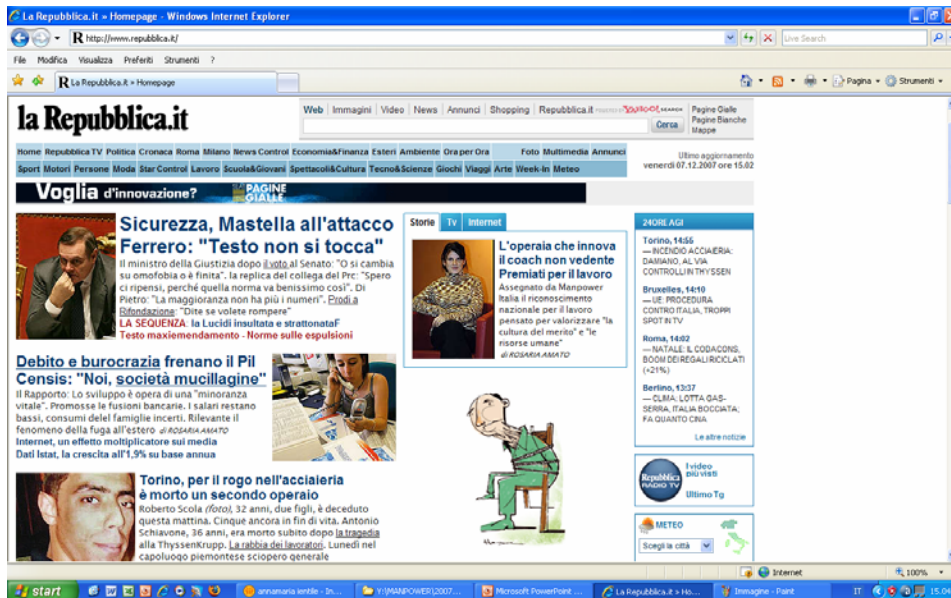 La Repubblica.it » Homepage - Windows Internet Explorer
http://www.repubblica.it/
Live Search
File Modifica Visualizza Preferiti Strumenti ?
La Repubblica.it » Homepage
Pagina
Strumenti
la Repubblica.it
Web | Immagini | Video | News | Annunci | Shopping | Repubblica.it
YAHOO! SEARCH
Cerca
Pagine Gialle
Pagine Bianche
Mappe
Home Repubblica TV Politica Cronaca Roma Milano News Control Economia&Finanza Esteri Ambiente Ora per Ora Foto Multimedia Annunci
Sport Motori Persone Moda Star Control Lavoro Scuola&Giovani Spettacoli&Cultura Tecno&Scienze Giochi Viaggi Arte Week-In Meteo
Ultimo aggiornamento
venerdì 07.12.2007 ore 15.02
Voglia d'innovazione?
PAGINE
GIALLE
Sicurezza, Mastella all'attacco
Ferrero: "Testo non si tocca"
Il ministro della Giustizia dopo il voto al Senato: "O si cambia
su omofobia o è finita". la replica del collega del Prc: "Spero
ci ripensi, perché quella norma va benissimo così". Di
Pietro: "La maggioranza non ha più i numeri". Prodi a
Rifondazione: "Dite se volete rompere"
LA SEQUENZA: la Lucidi insultata e strattonataF
Testo maxiemendamento - Norme sulle espulsioni
Debito e burocrazia frenano il Pil
Censis: "Noi, società mucillagine"
Il Rapporto: Lo sviluppo è opera di una "minoranza
vitale". Promosse le fusioni bancarie. I salari restano
bassi, consumi delel famiglie incerti. Rilevante il
fenomeno della fuga all'estero di ROSARIA AMATO
Internet, un effetto moltiplicatore sui media
Dati Istat, la crescita all'1,9% su base annua
Torino, per il rogo nell'acciaieria
è morto un secondo operaio
Roberto Scola (foto), 32 anni, due figli, è deceduto
questa mattina. Cinque ancora in fin di vita. Antonio
Schiavone, 36 anni, era morto subito dopo la tragedia
alla ThyssenKrupp. La rabbia dei lavoratori. Lunedì nel
capoluogo piemontese sciopero generale
Storie Tv Internet
L'operaia che innova
il coach non vedente
Premiati per il lavoro
Assegnato da Manpower
Italia il riconoscimento
nazionale per il lavoro
pensato per valorizzare "la
cultura del merito" e "le
risorse umane"
di ROSARIA AMATO
24ORE AGI
Torino, 14:55
— INCENDIO ACCIAIERIA:
DAMIANO, AL VIA
CONTROLLI IN THYSSEN
Bruxelles, 14:10
— UE: PROCEDURA
CONTRO ITALIA, TROPPI
SPOT IN TV
Roma, 14:02
— NATALE: IL CODACONS,
BOOM DEI REGALI RICICLATI
(+21%)
Berlino, 13:37
— CLIMA: LOTTA GAS-
SERRA, ITALIA BOCCIATA;
FA QUANTO CINA
Le altre notizie
Repubblica
RADIO TV
I video
più visti
Ultimo Tg
METEO
Scegli la città
Internet
100%
start
annamaria ientile - In...
V:\MANPOWER\2007...
Microsoft PowerPoint ...
La Repubblica.it » Ho...
Immagine - Paint
IT